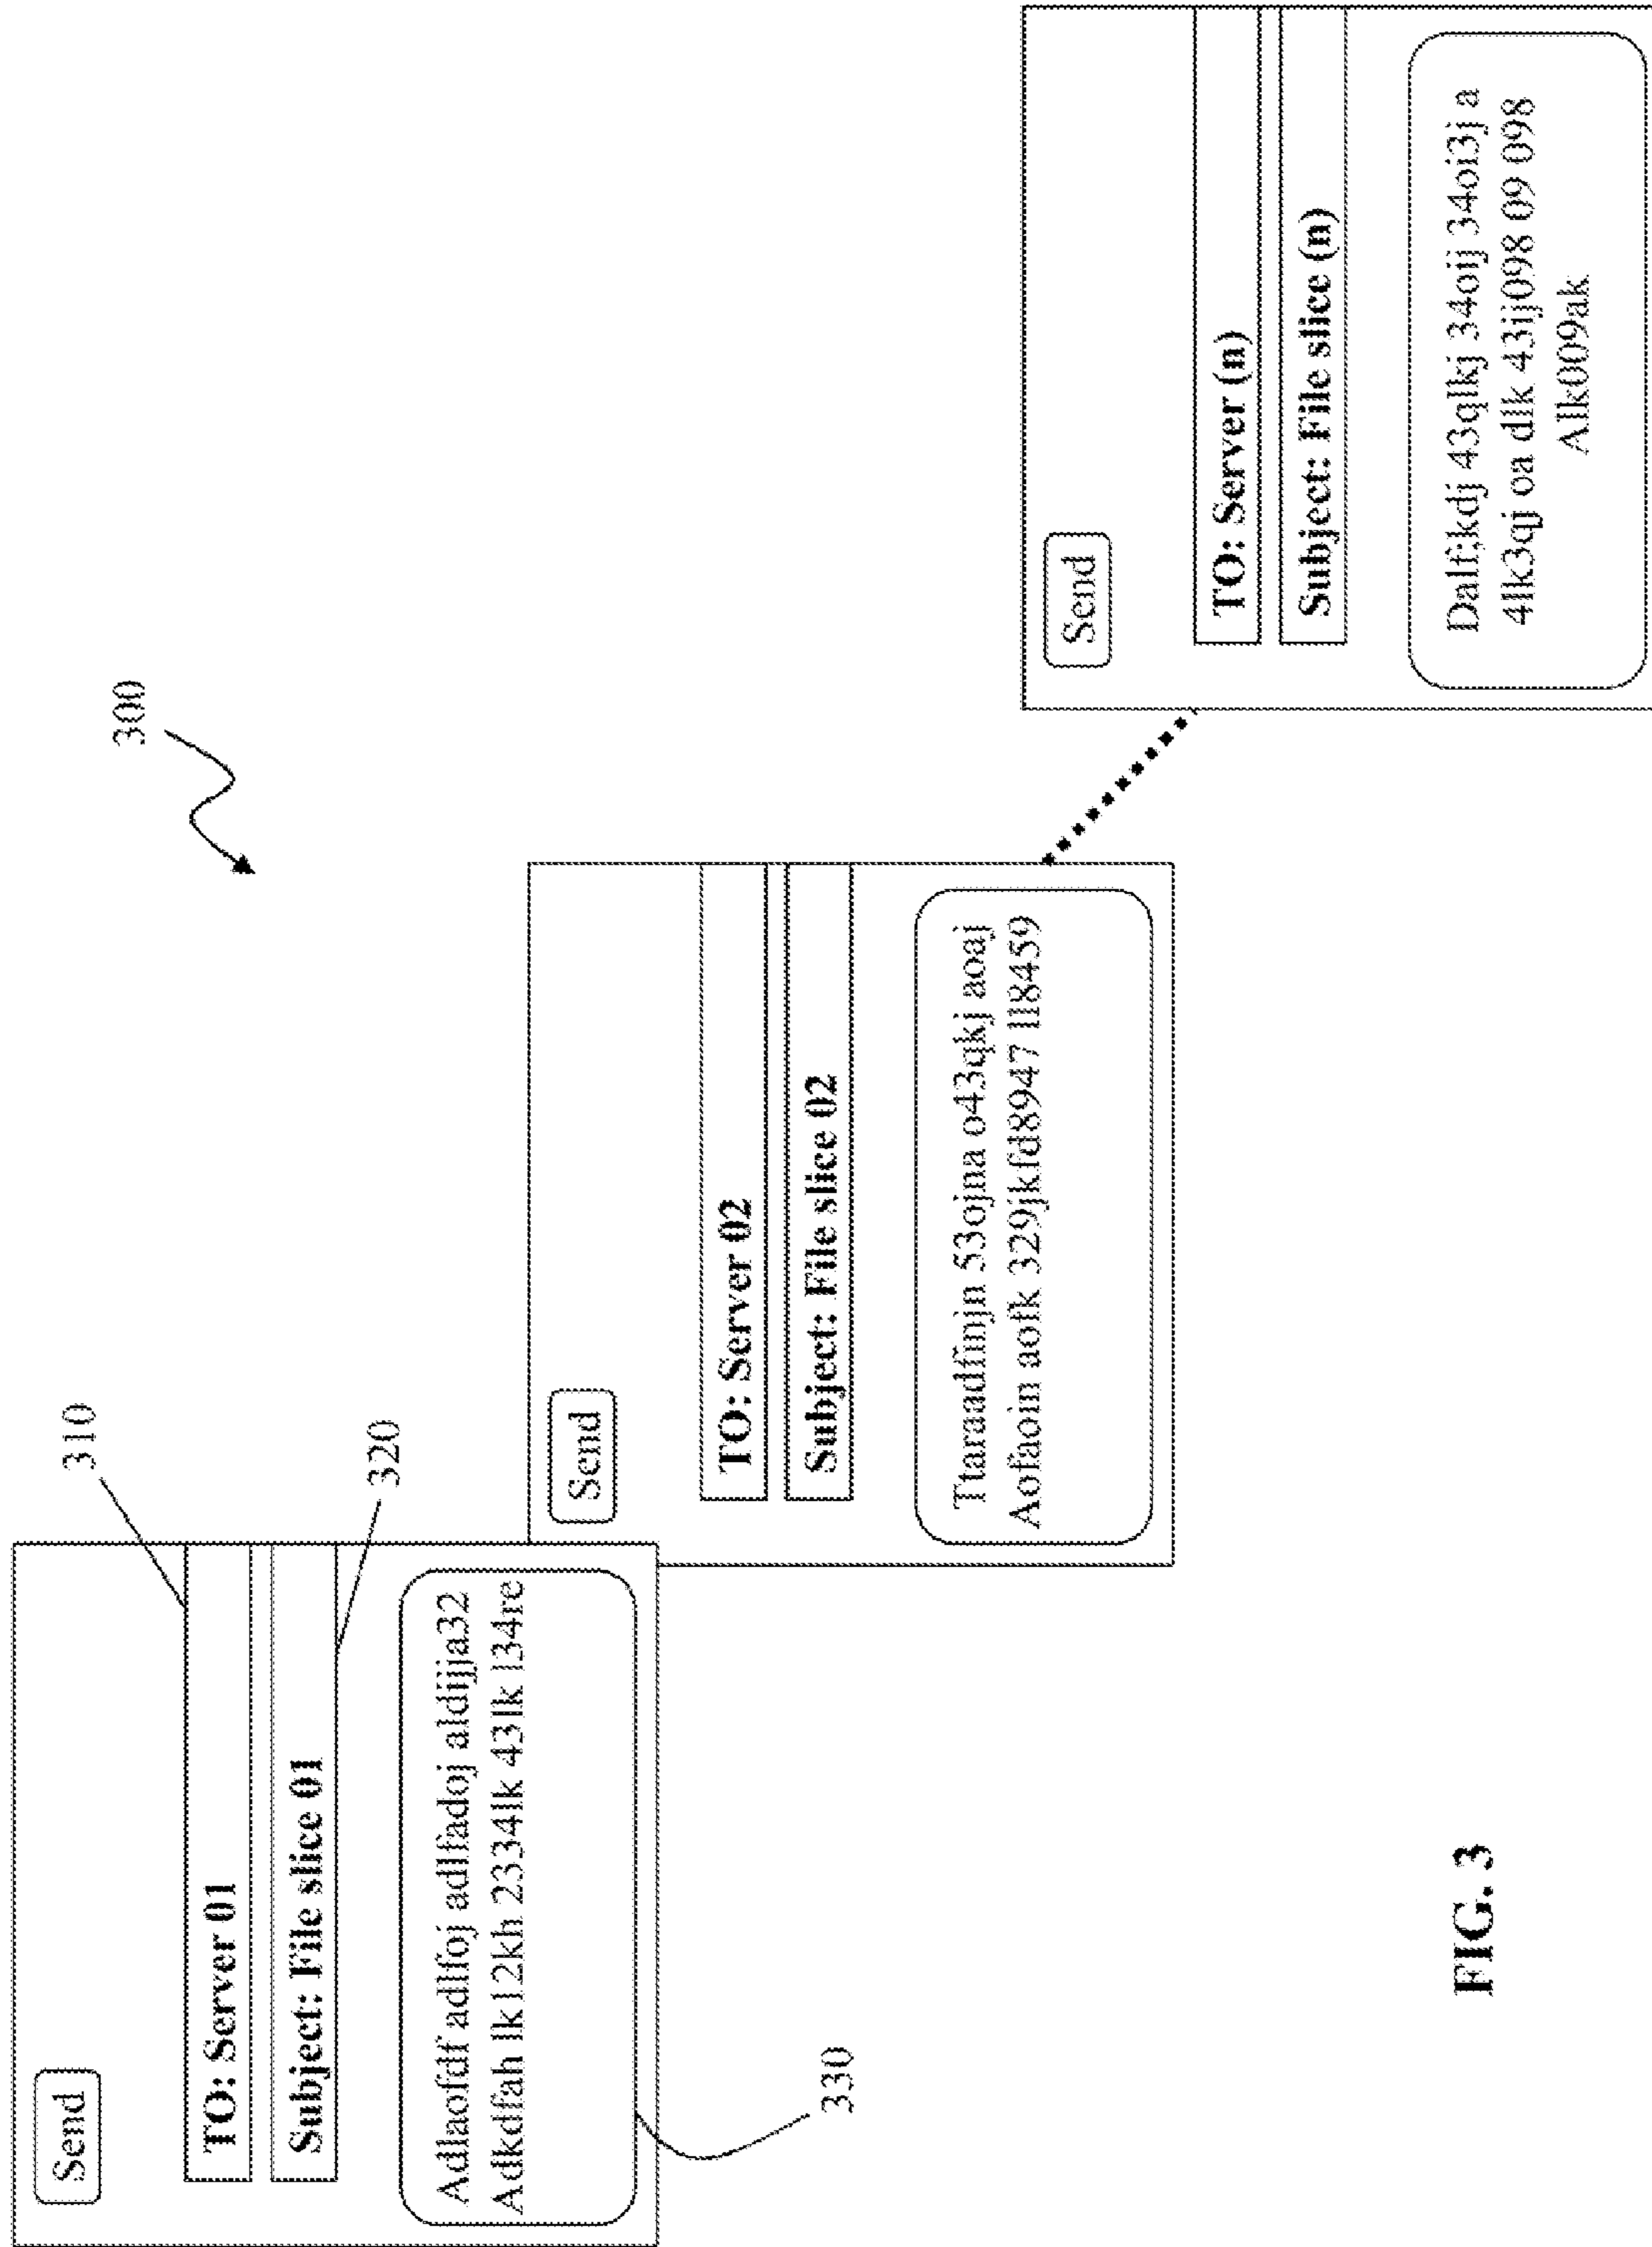 300
310
Send
TO: Server 01
Subject: File slice 01
320
Adlaofdf adlfoj adlfadoj aldijja32
Adkdfah lk12kh 2334lk 43lk l34re
330
Send
TO: Server 02
Subject: File slice 02
Ttaraadfinjn 53ojna o43qkj aoaj
Aofaoin aofk 329jkfd8947 ll8459
Send
TO: Server (n)
Subject: File slice (n)
Dalf;kdj 43qlkj 34oij 34oi3j a
4lk3qj oa dlk 43ij098 09 098
Alk009ak
FIG. 3